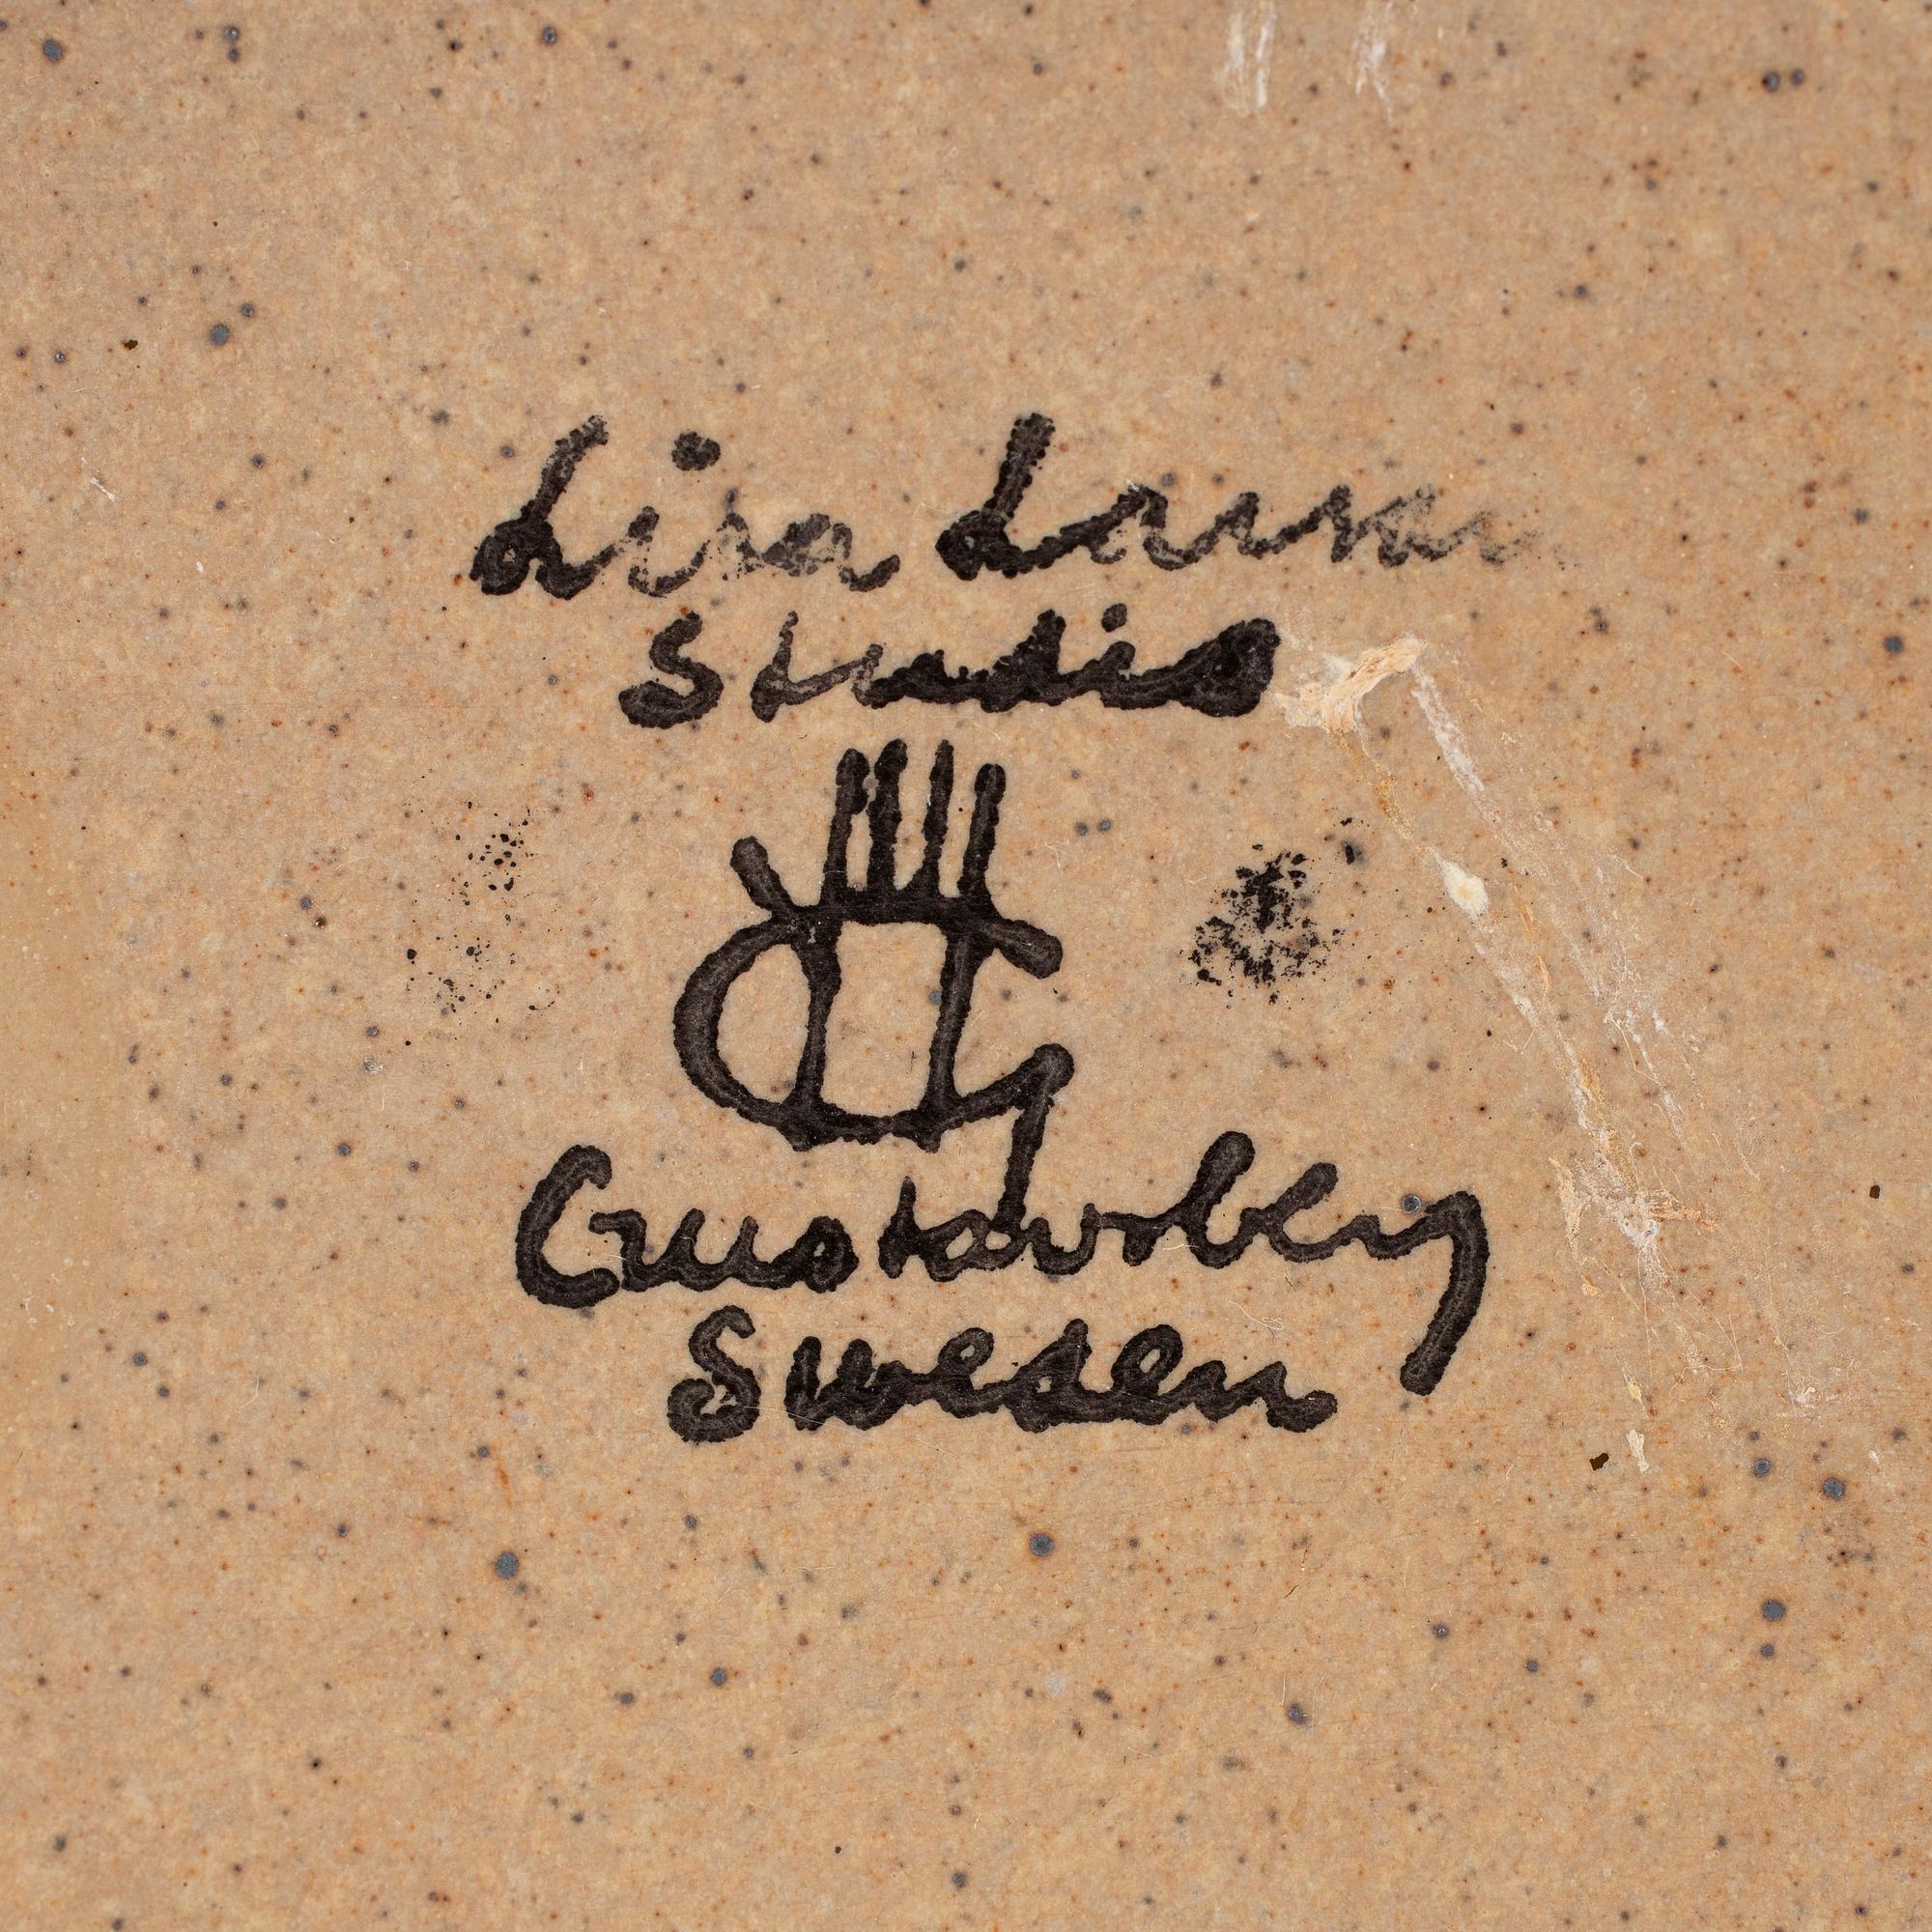 Lisa Larson
Studio
G
Gustavsberg
Sweden